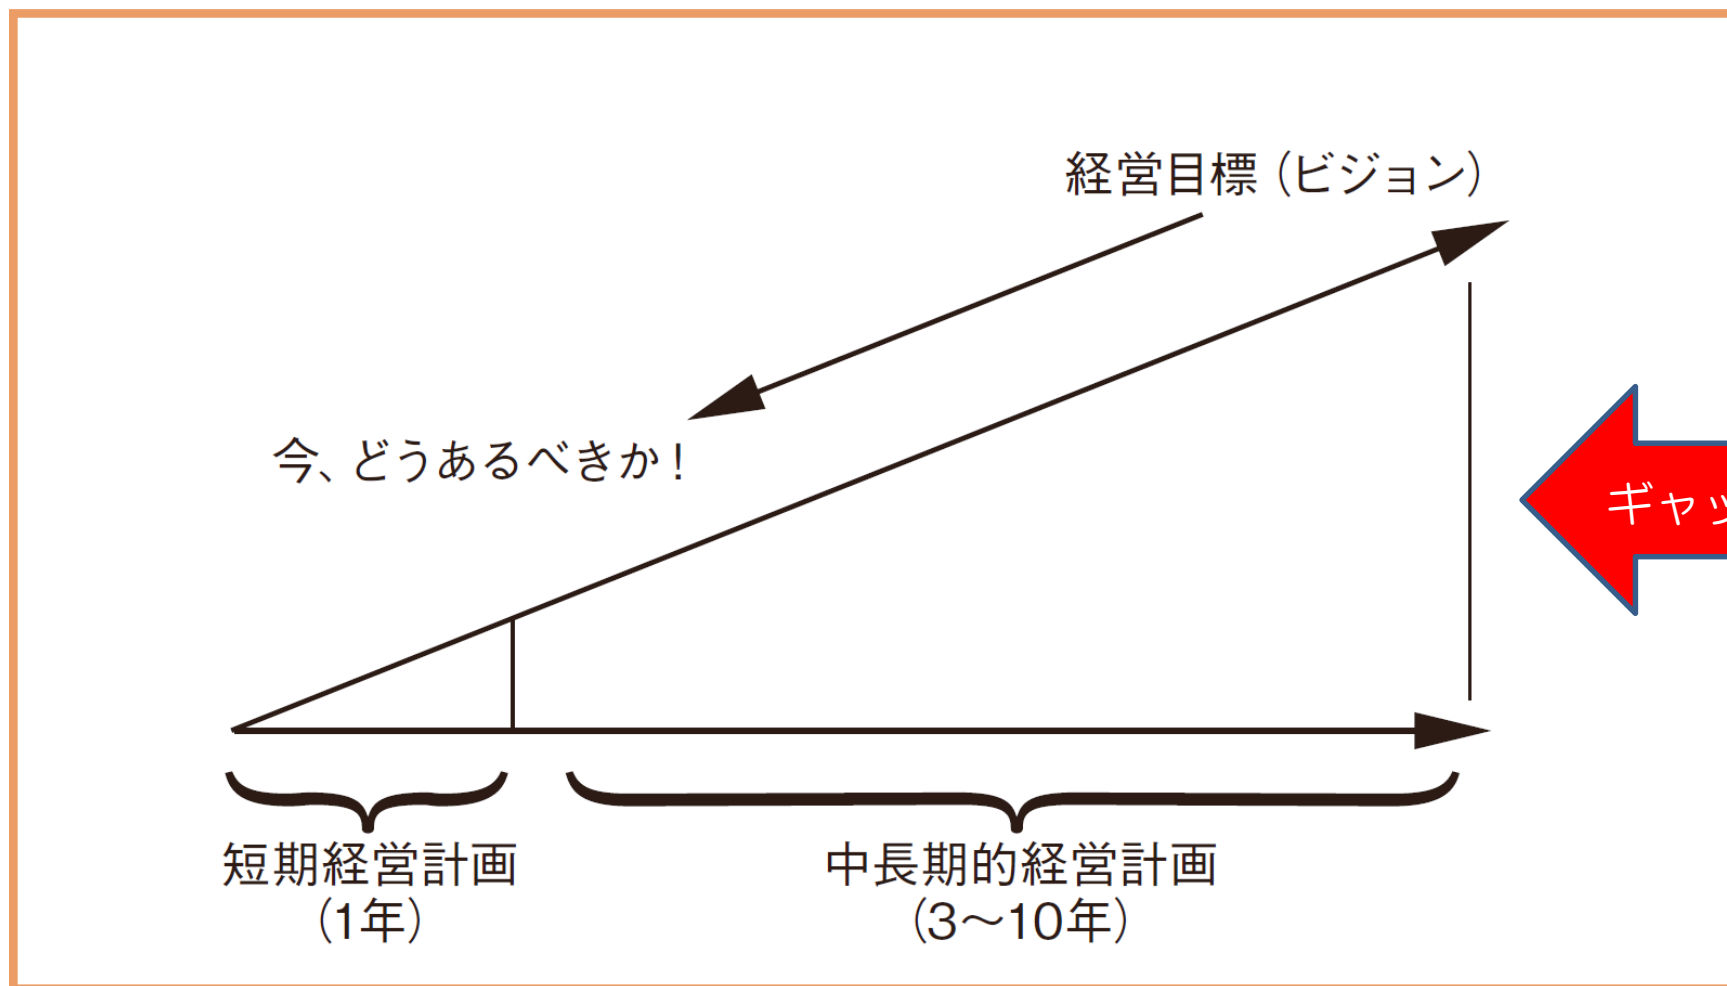 経営目標（ビジョン）
今、どうあるべきか！
ギャッ
短期経営計画
（1年）
中長期的経営計画
（3〜10年）